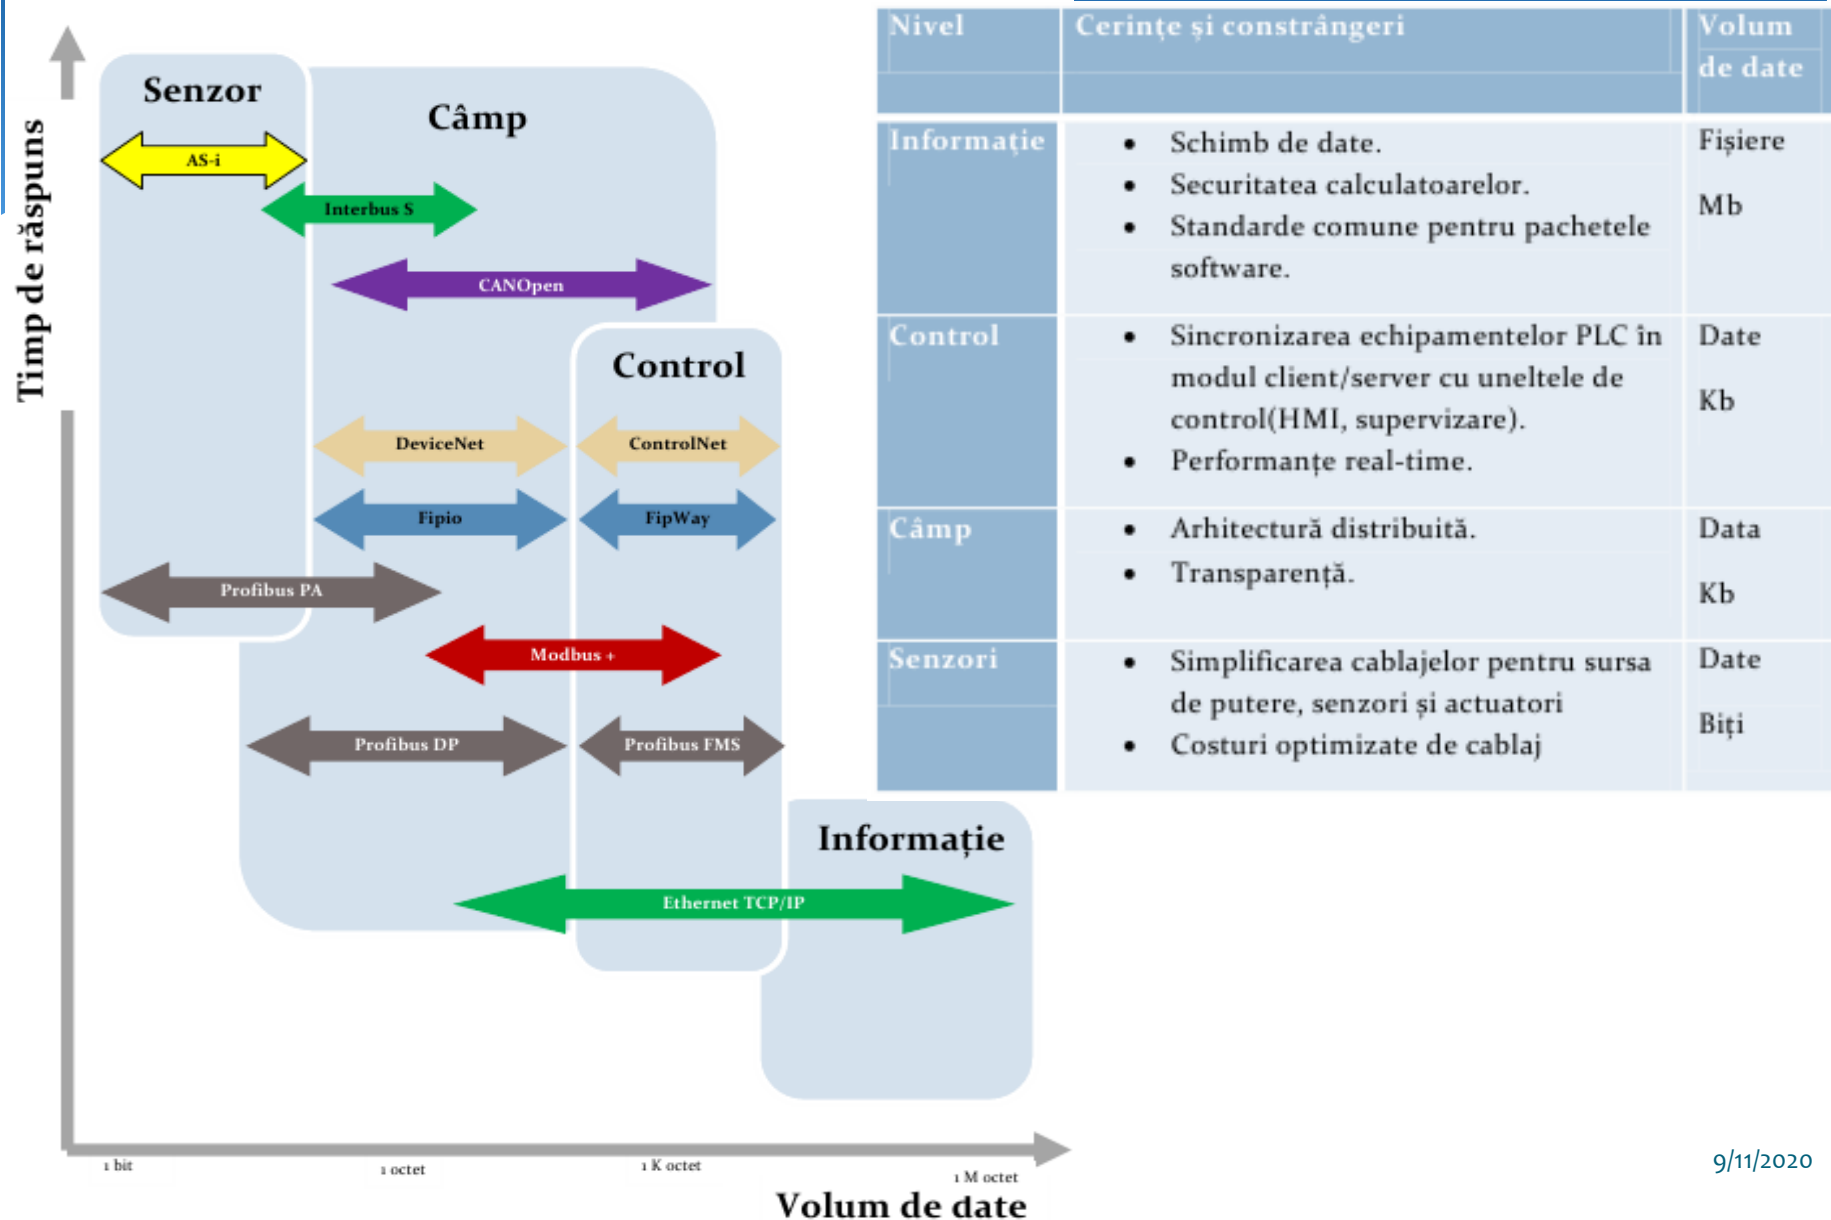 Timp de răspuns
Senzor
Câmp
AS-i
Interbus S
CANOpen
Control
DeviceNet
ControlNet
Fipio
FipWay
Profibus PA
Modbus +
Profibus DP
Profibus FMS
Informație
Ethernet TCP/IP
1 bit
1 octet
1 K octet
1 M octet
Volum de date
Nivel
Cerințe și constrângeri
Volum
de date
Informație
• Schimb de date.
• Securitatea calculatoarelor.
• Standarde comune pentru pachetele
software.
Fișiere
Mb
Control
• Sincronizarea echipamentelor PLC în
modul client/server cu uneltele de
control(HMI, supervizare).
• Performanțe real-time.
Date
Kb
Câmp
• Arhitectură distribuită.
• Transparență.
Data
Kb
Senzori
• Simplificarea cablajelor pentru sursa
de putere, senzori și actuatori
• Costuri optimizate de cablaj
Date
Biți
9/11/2020